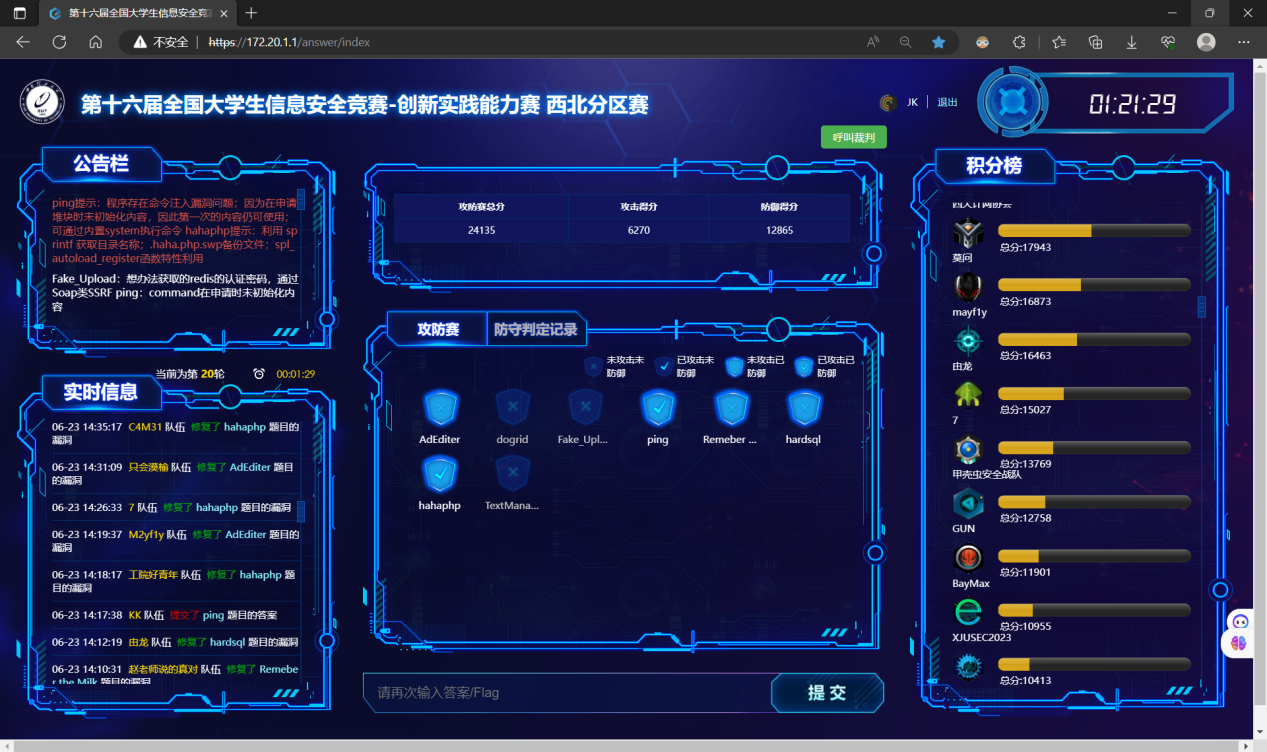 第十六届全国大学生信息安全竞
不安全
https://172.20.1.1/answer/index
第十六届全国大学生信息安全竞赛-创新实践能力赛 西北分区赛
JK
退出
01:21:29
呼叫裁判
公告栏
ping提示：程序存在命令注入漏洞问题；因为在申请
堆块时未初始化内容，因此第一次的内容仍可使用；
可通过内置system执行命令 hahaphp提示：利用 sp
rintf 获取目录名称；.haha.php.swp备份文件；spl_
autoload_register函数特性利用
Fake_Upload：想办法获取的redis的认证密码，通过
Soap类SSRF ping：command在申请时未初始化内
容
当前为第 20轮
00:01:29
实时信息
06-23 14:35:17 C4M31 队伍 修复了 hahaphp 题目的
漏洞
06-23 14:31:09 只会凑榆 队伍 修复了 AdEditer 题目
的漏洞
06-23 14:26:33 7 队伍 修复了 hahaphp 题目的漏洞
06-23 14:19:37 M2yf1y 队伍 修复了 AdEditer 题目的
漏洞
06-23 14:18:17 工院好青年 队伍 修复了 hahaphp 题
目的漏洞
06-23 14:17:38 KK 队伍 提交了 ping 题目的答案
06-23 14:12:19 由龙 队伍 修复了 hardsql 题目的漏洞
06-23 14:10:31 赵老师说的真对 队伍 修复了 Remebe
r the Milk 题目的漏洞
攻防赛总分 攻击得分 防御得分
24135 6270 12865
攻防赛 防守判定记录
未攻击未
防御
已攻击未
防御
未攻击已
防御
已攻击已
防御
AdEditer dogrid Fake_Upl... ping Remeber ... hardsql
hahaphp TextMana...
请再次输入答案/Flag
提 交
积分榜
总分:17943
莫问
总分:16873
mayf1y
总分:16463
由龙
总分:15027
7
总分:13769
甲壳虫安全战队
总分:12758
GUN
总分:11901
BayMax
总分:10955
XJUSEC2023
总分:10413